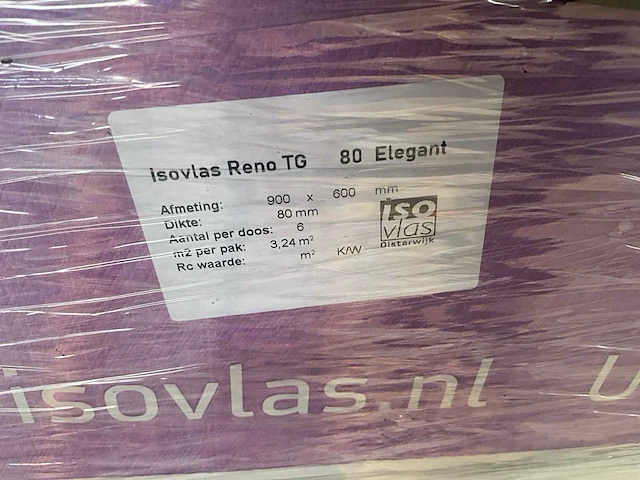 Isovlas Reno TG 80 Elegant
Afmeting: 900 x 600 mm
Dikte: 80 mm
Aantal per doos: 6
m2 per pak: 3,24 m²
Rc waarde: m² K/W
ISO
vlas
Oisterwijk
isovlas.nl U